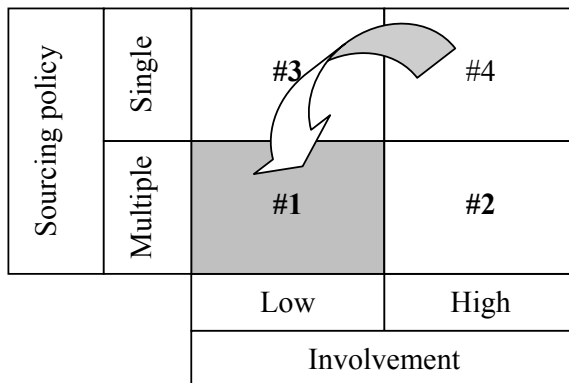 Sourcing policy
Single
#3
#4
Multiple
#1
#2
Low
High
Involvement